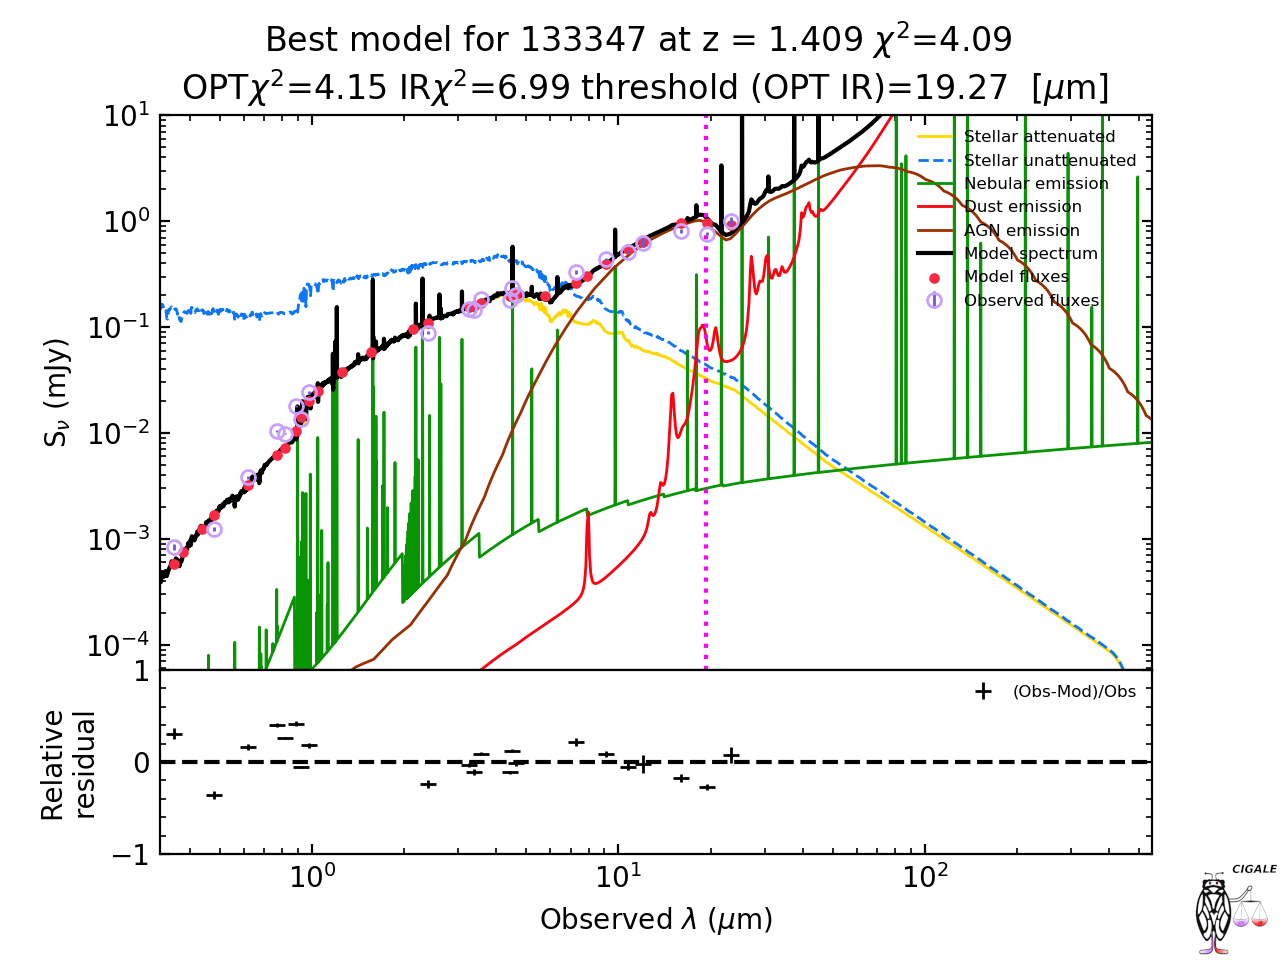 Best model for 133347 at z = 1.409 χ²=4.09
OPTχ²=4.15 IRχ²=6.99 threshold (OPT IR)=19.27 [μm]
10¹
10⁰
10⁻¹
10⁻²
10⁻³
10⁻⁴
Sν (mJy)
Stellar attenuated
Stellar unattenuated
Nebular emission
Dust emission
AGN emission
Model spectrum
Model fluxes
Observed fluxes
1
0
−1
Relative
residual
(Obs-Mod)/Obs
10⁰
10¹
10²
Observed λ (μm)
CIGALE